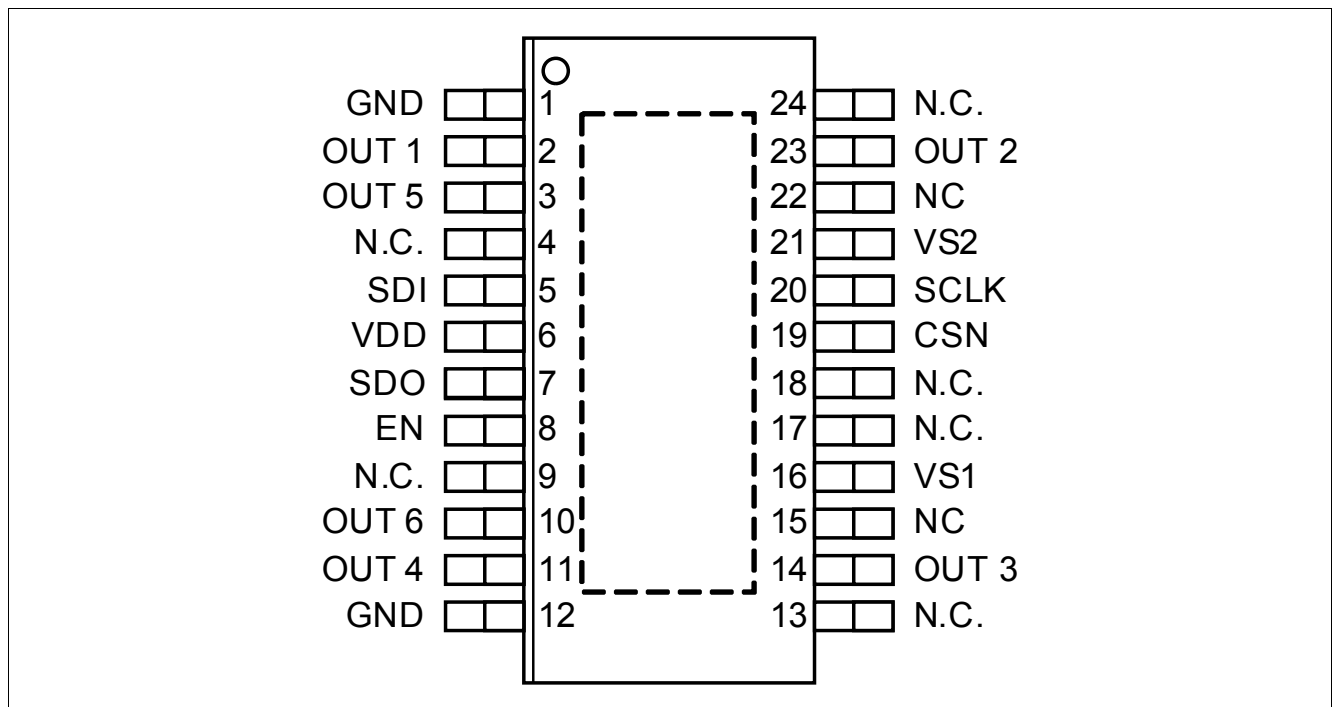 GND 1 24 N.C.
OUT 1 2 23 OUT 2
OUT 5 3 22 NC
N.C. 4 21 VS2
SDI 5 20 SCLK
VDD 6 19 CSN
SDO 7 18 N.C.
EN 8 17 N.C.
N.C. 9 16 VS1
OUT 6 10 15 NC
OUT 4 11 14 OUT 3
GND 12 13 N.C.